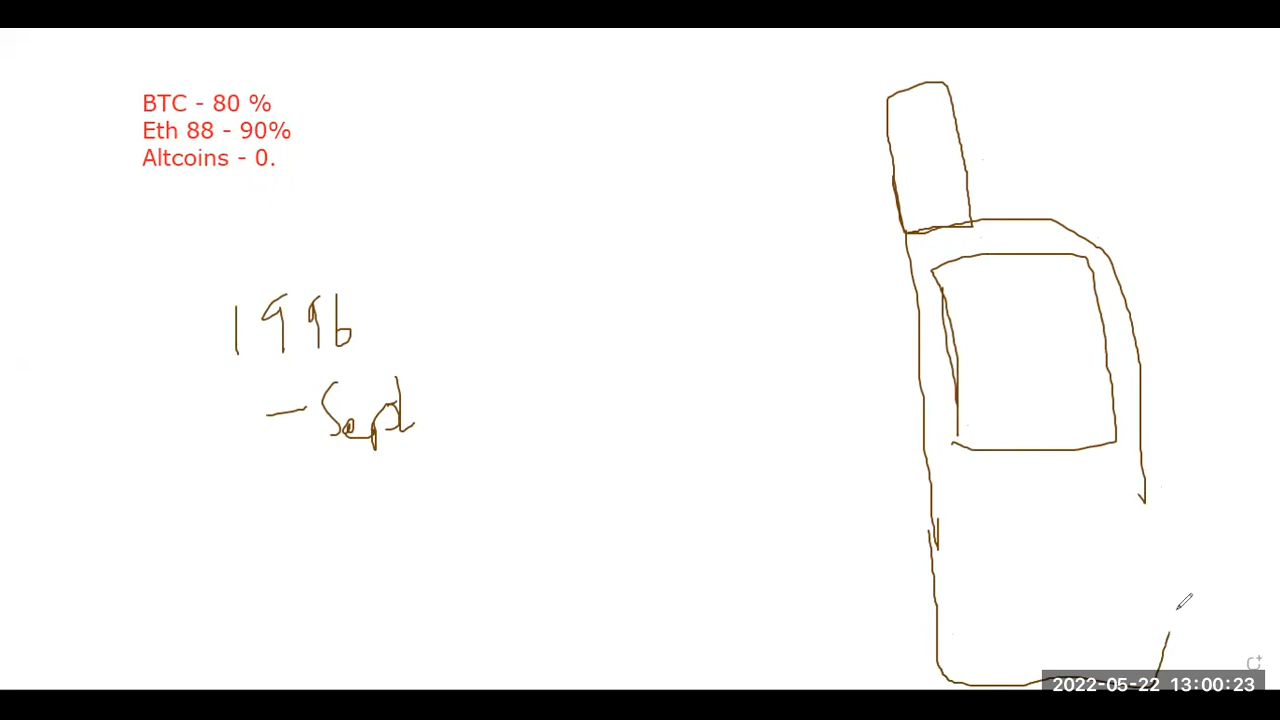 BTC - 80 %
Eth 88 - 90%
Altcoins - 0.
1996
- Sept
2022-05-22 13:00:23